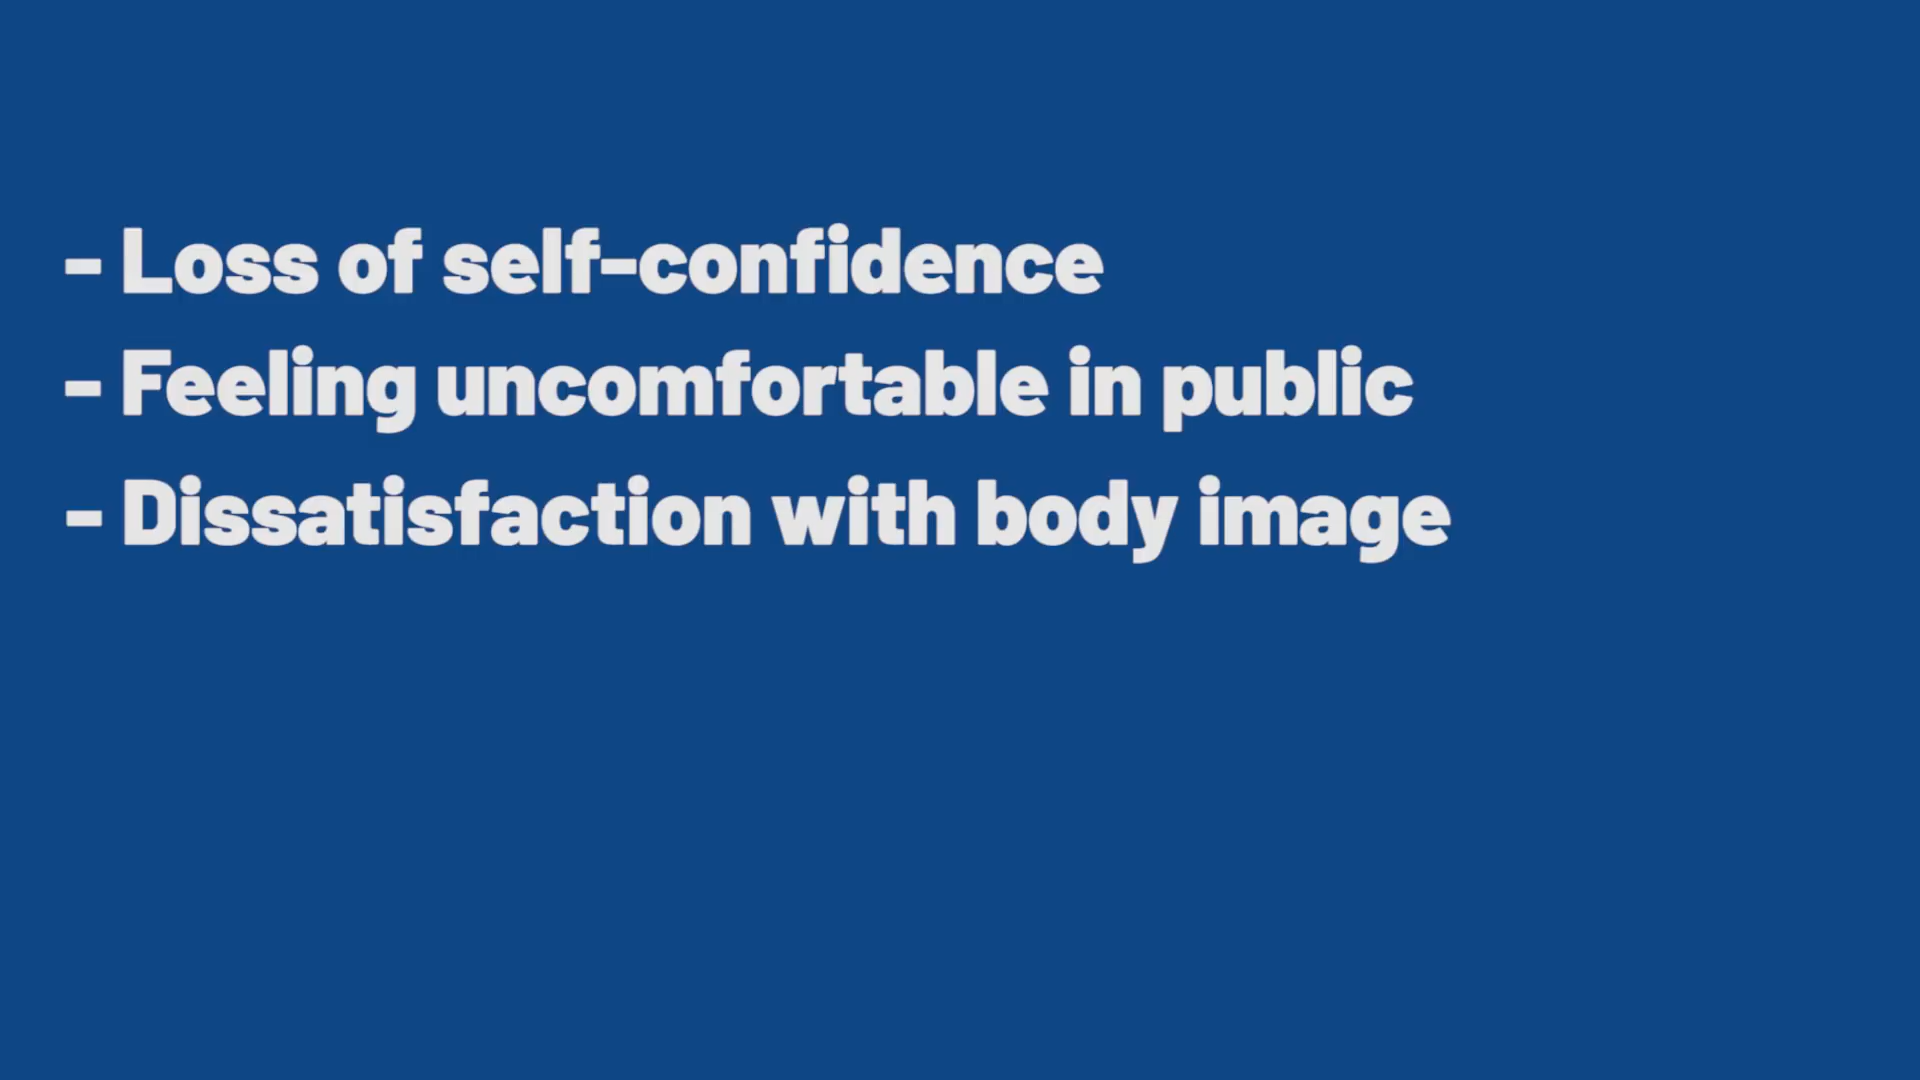 - Loss of self-confidence
- Feeling uncomfortable in public
- Dissatisfaction with body image